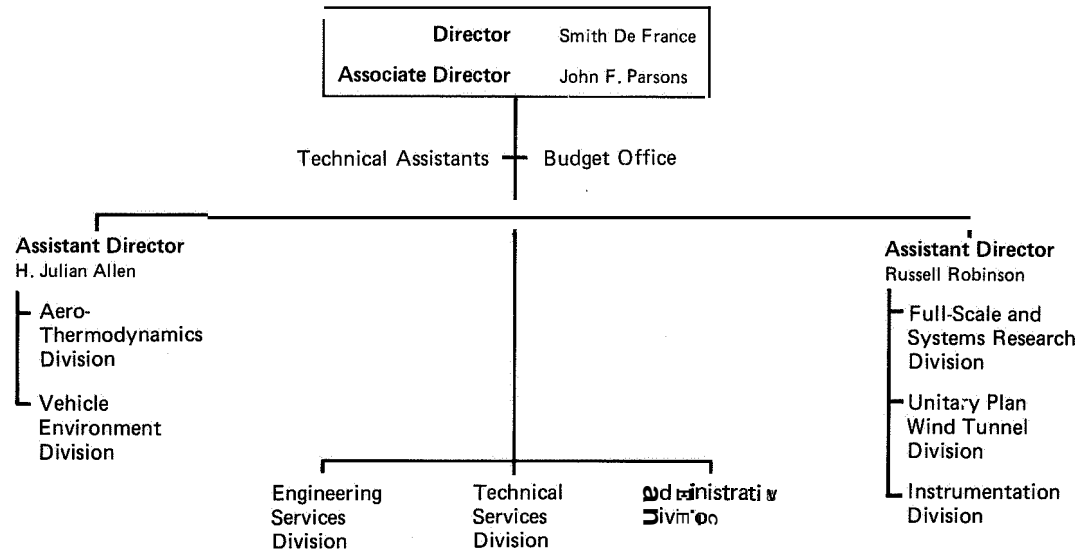 Director Smith De France
Associate Director John F. Parsons
Technical Assistants Budget Office
Assistant Director
H. Julian Allen
Aero-
Thermodynamics
Division
Vehicle
Environment
Division
Engineering
Services
Division
Technical
Services
Division
Assistant Director
Russell Robinson
Full-Scale and
Systems Research
Division
Unitary Plan
Wind Tunnel
Division
Instrumentation
Division